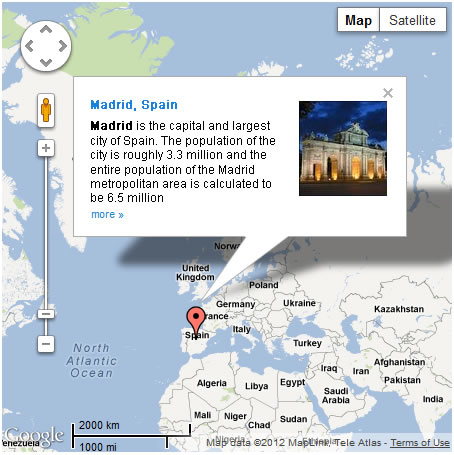 Map
Satellite
Madrid, Spain
Madrid is the capital and largest
city of Spain. The population of the
city is roughly 3.3 million and the
entire population of the Madrid
metropolitan area is calculated to
be 6.5 million
more »
Norway
United
Kingdom
Poland
Germany
Ukraine
France
Kazakhstan
Spain
Italy
Turkey
North
Atlantic
Ocean
Iraq
Iran
Afghanistan
Pakistan
Algeria
Libya
Egypt
Saudi
Arabia
India
Mali
Niger
Chad
Sudan
2000 km
1000 mi
Nigeria
Ethiopia
Venezuela
Google
Map data ©2012 MapLink, Tele Atlas - Terms of Use